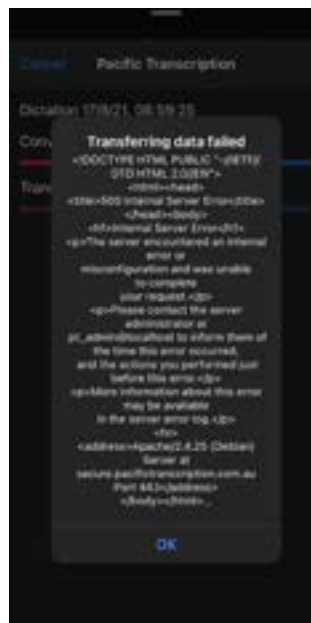 Cancel Pacific Transcription
Dictation 17/8/21, 08:59:25
Conv
Trans
Transferring data failed
<!DOCTYPE HTML PUBLIC "-//IETF//
DTD HTML 2.0//EN">
<html><head>
<title>500 Internal Server Error</title>
</head><body>
<h1>Internal Server Error</h1>
<p>The server encountered an internal
error or
misconfiguration and was unable
to complete
your request.</p>
<p>Please contact the server
administrator at
pt_admin@localhost to inform them of
the time this error occurred,
and the actions you performed just
before this error.</p>
<p>More information about this error
may be available
in the server error log.</p>
<hr>
<address>Apache/2.4.25 (Debian)
Server at
secure.pacifictranscription.com.au
Port 443</address>
</body></html>...
OK